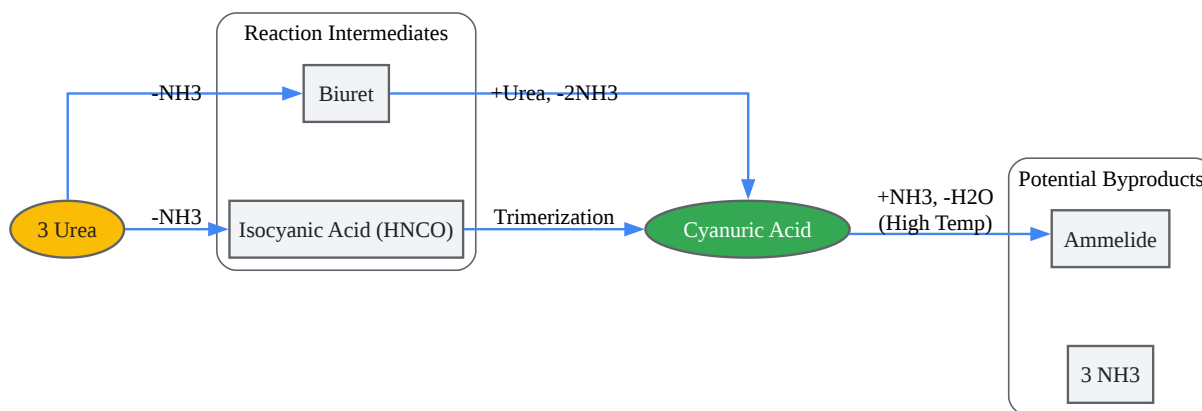 Reaction Intermediates
-NH3
Biuret
+Urea, -2NH3
Potential Byproducts
3 Urea
-NH3
Isocyanic Acid (HNCO)
Trimerization
Cyanuric Acid
+NH3, -H2O
(High Temp)
Ammelide
3 NH3